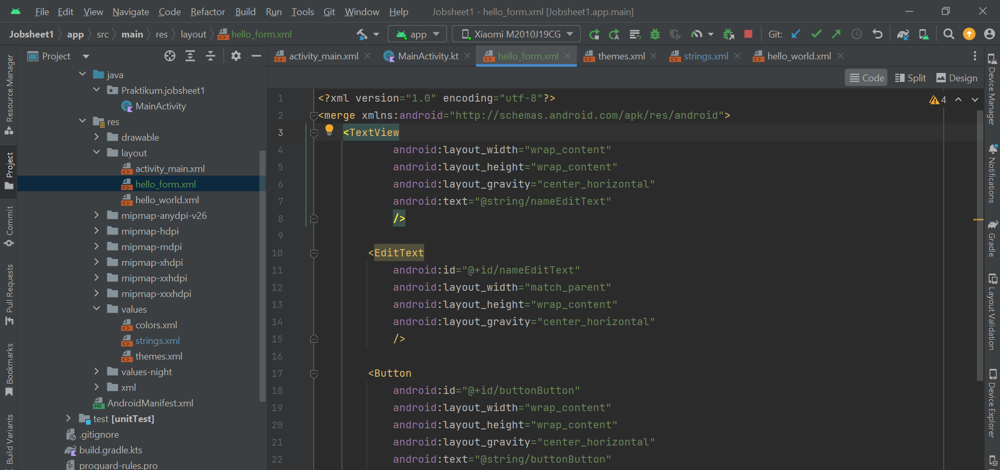 File Edit View Navigate Code Refactor Build Run Tools Git Window Help Jobsheet1 - hello_form.xml [Jobsheet1.app.main]
Jobsheet1 app src main res layout hello_form.xml app Xiaomi M2010J19CG Git:
Project
activity_main.xml MainActivity.kt hello_form.xml themes.xml strings.xml hello_world.xml
Code Split Design
4
Resource Manager
Project
Commit
Pull Requests
Bookmarks
Build Variants
java
Praktikum.jobsheet1
MainActivity
res
drawable
layout
activity_main.xml
hello_form.xml
hello_world.xml
mipmap-anydpi-v26
mipmap-hdpi
mipmap-mdpi
mipmap-xhdpi
mipmap-xxhdpi
mipmap-xxxhdpi
values
colors.xml
strings.xml
themes.xml
values-night
xml
MF AndroidManifest.xml
test [unitTest]
.gitignore
build.gradle.kts
proguard-rules.pro
1 <?xml version="1.0" encoding="utf-8"?>
2 <merge xmlns:android="http://schemas.android.com/apk/res/android">
3 <TextView
4 android:layout_width="wrap_content"
5 android:layout_height="wrap_content"
6 android:layout_gravity="center_horizontal"
7 android:text="@string/nameEditText"
8 />
9
10 <EditText
11 android:id="@+id/nameEditText"
12 android:layout_width="match_parent"
13 android:layout_height="wrap_content"
14 android:layout_gravity="center_horizontal"
15 />
16
17 <Button
18 android:id="@+id/buttonButton"
19 android:layout_width="wrap_content"
20 android:layout_height="wrap_content"
21 android:layout_gravity="center_horizontal"
22 android:text="@string/buttonButton"
Device Manager
Notifications
Gradle
Layout Validation
Device Explorer